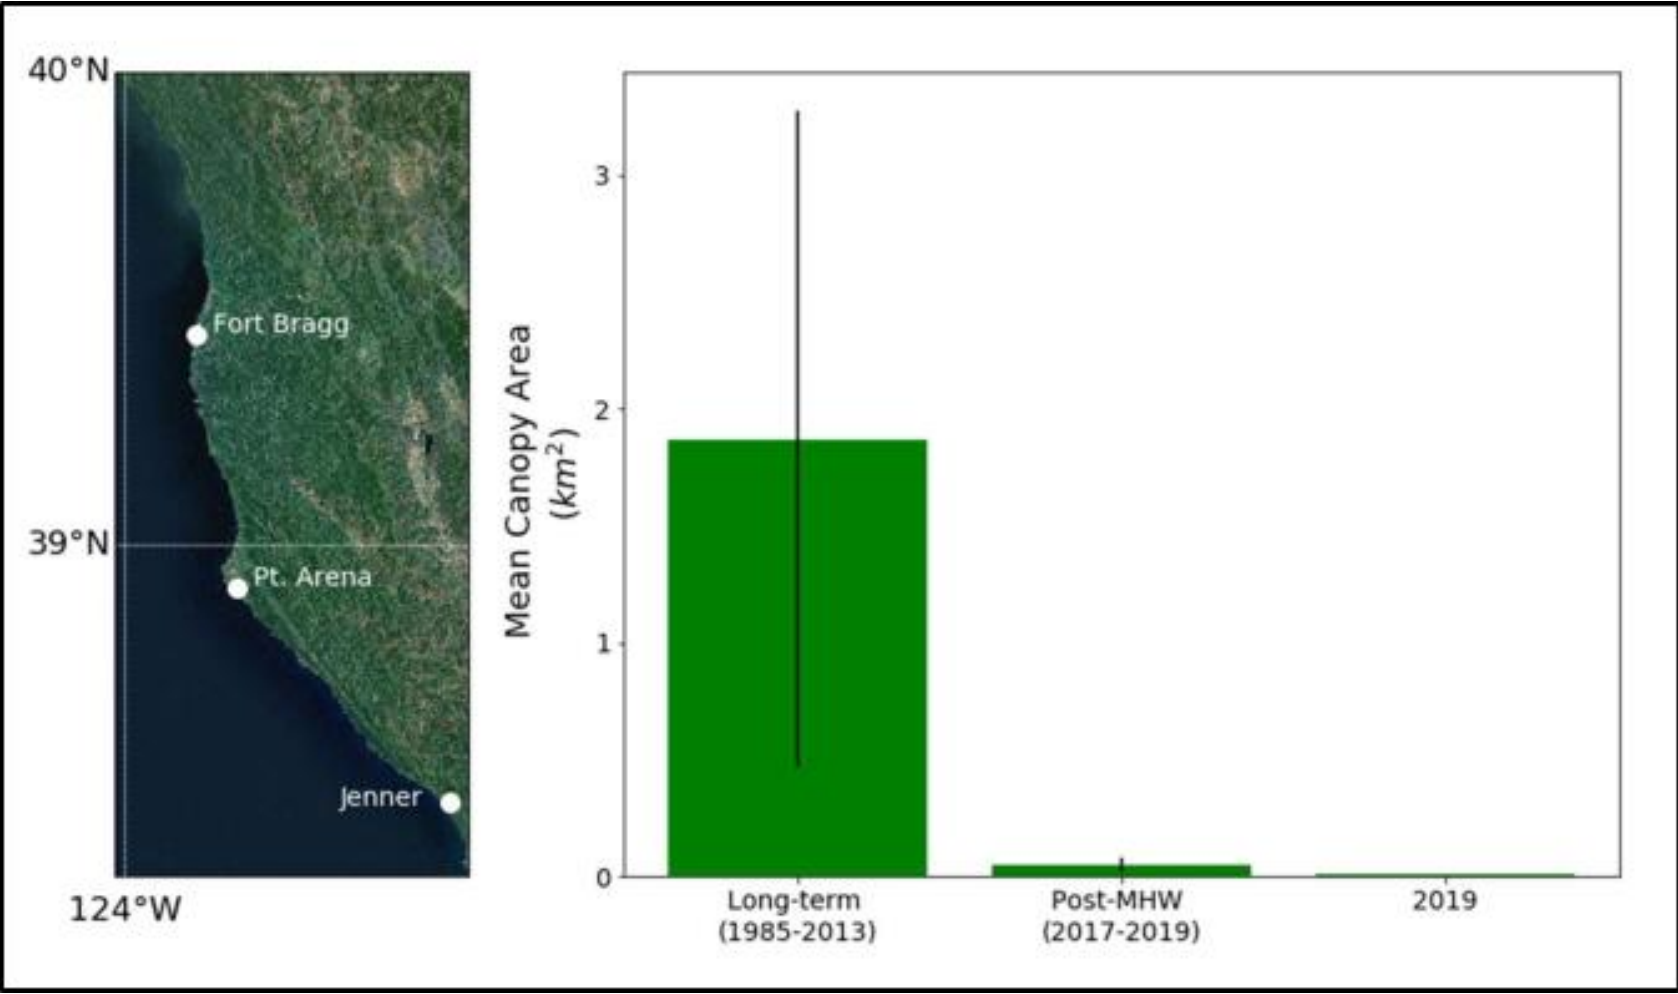 40°N
39°N
124°W
Fort Bragg
Pt. Arena
Jenner
Mean Canopy Area
(km²)
3
2
1
0
Long-term
(1985-2013)
Post-MHW
(2017-2019)
2019